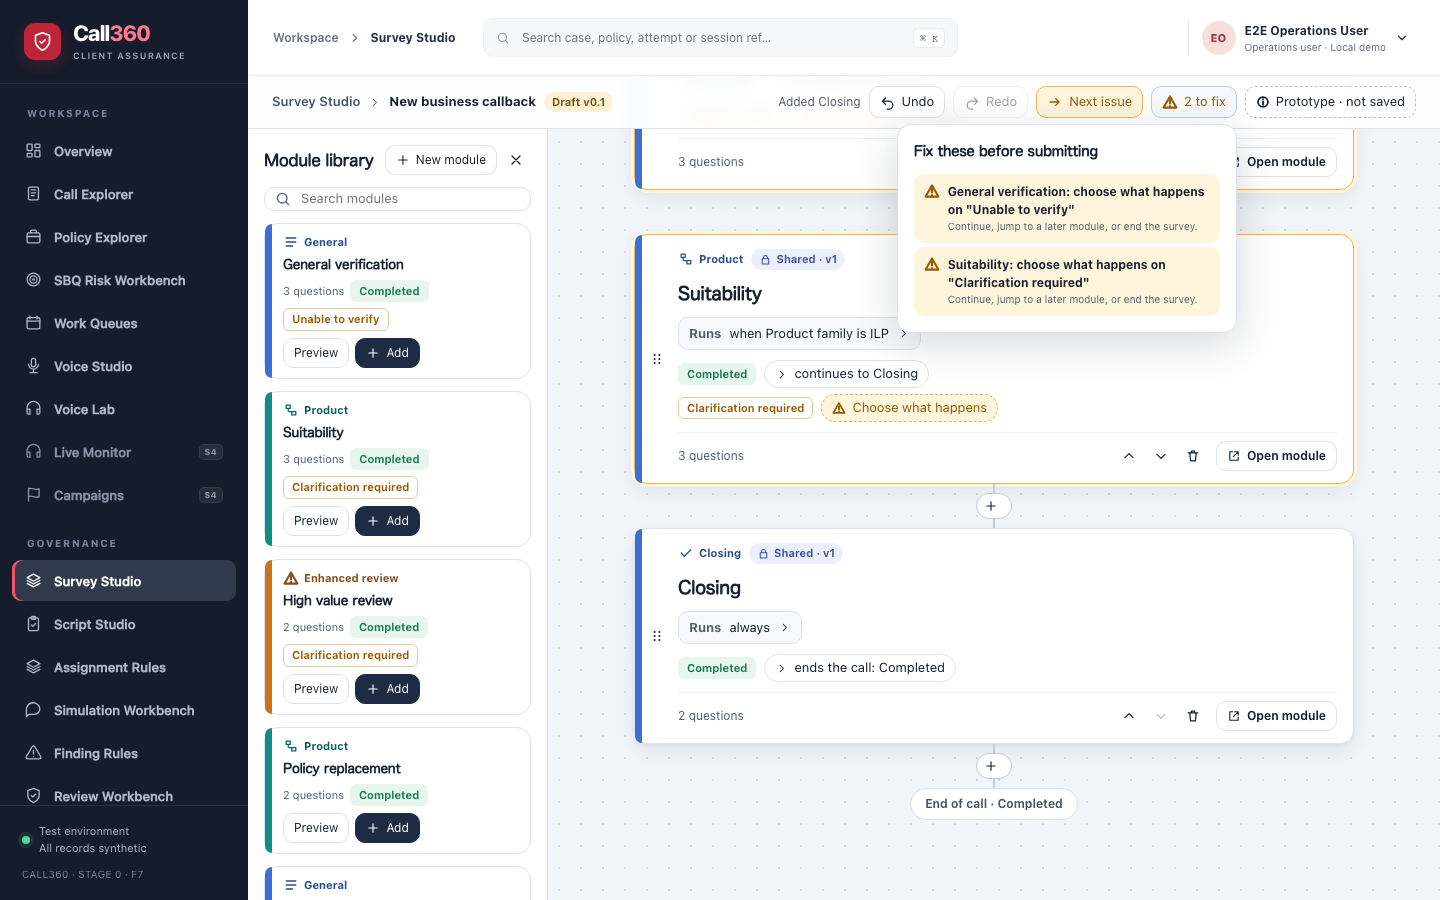 Call360
CLIENT ASSURANCE
WORKSPACE
Overview
Call Explorer
Policy Explorer
SBQ Risk Workbench
Work Queues
Voice Studio
Voice Lab
Live Monitor S4
Campaigns S4
GOVERNANCE
Survey Studio
Script Studio
Assignment Rules
Simulation Workbench
Finding Rules
Review Workbench
Test environment
All records synthetic
CALL360 · STAGE 0 · F7
Workspace > Survey Studio
Search case, policy, attempt or session ref...
⌘ K
EO
E2E Operations User
Operations user · Local demo
Survey Studio > New business callback Draft v0.1
Added Closing Undo Redo Next issue 2 to fix Prototype · not saved
Module library
New module
Search modules
General
General verification
3 questions Completed
Unable to verify
Preview + Add
Product
Suitability
3 questions Completed
Clarification required
Preview + Add
Enhanced review
High value review
2 questions Completed
Clarification required
Preview + Add
Product
Policy replacement
2 questions Completed
Preview + Add
General
3 questions
Open module
Fix these before submitting
General verification: choose what happens
on "Unable to verify"
Continue, jump to a later module, or end the survey.
Suitability: choose what happens on
"Clarification required"
Continue, jump to a later module, or end the survey.
Product Shared · v1
Suitability
Runs when Product family is ILP
Completed continues to Closing
Clarification required Choose what happens
3 questions
Open module
Closing Shared · v1
Closing
Runs always
Completed ends the call: Completed
2 questions
Open module
End of call · Completed